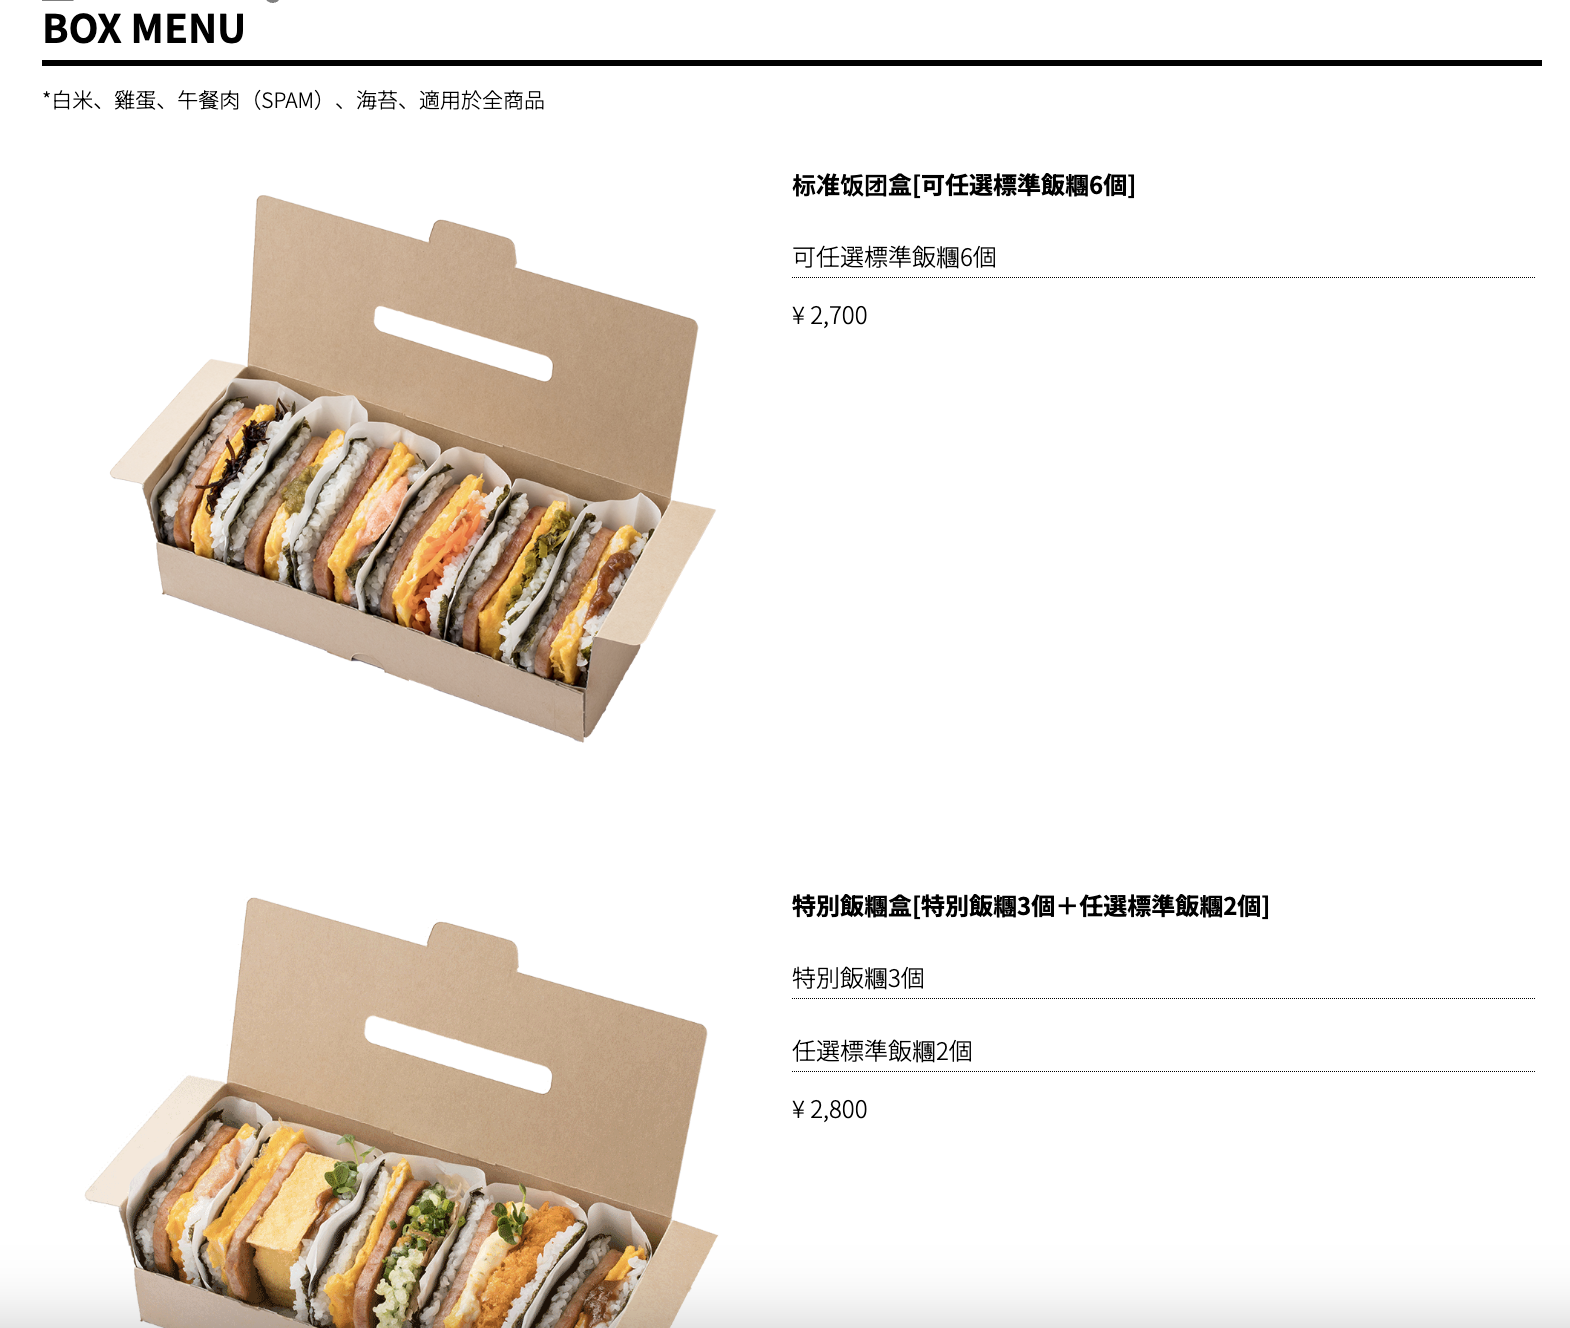 BOX MENU
*白米、雞蛋、午餐肉（SPAM）、海苔、適用於全商品
标准饭团盒[可任選標準飯糰6個]
可任選標準飯糰6個
¥ 2,700
特別飯糰盒[特別飯糰3個＋任選標準飯糰2個]
特別飯糰3個
任選標準飯糰2個
¥ 2,800